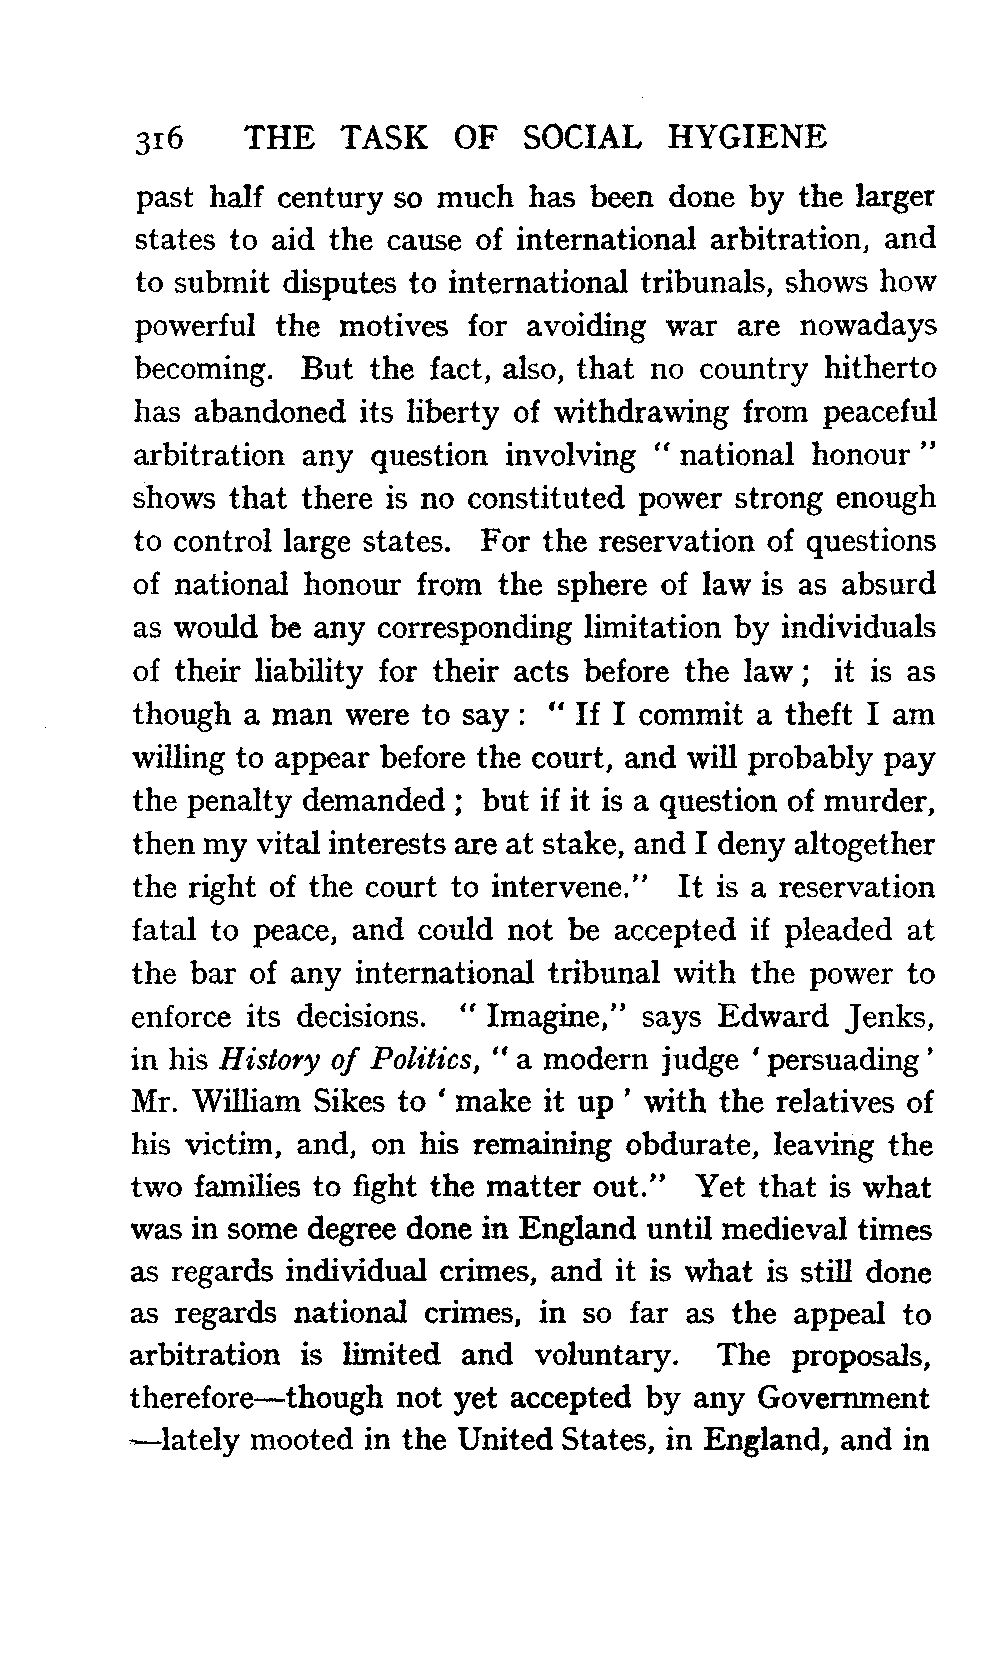 316 THE TASK OF SOCIAL HYGIENE
past half century so much has been done by the larger
states to aid the cause of international arbitration, and
to submit disputes to international tribunals, shows how
powerful the motives for avoiding war are nowadays
becoming. But the fact, also, that no country hitherto
has abandoned its liberty of withdrawing from peaceful
arbitration any question involving “ national honour ”
shows that there is no constituted power strong enough
to control large states. For the reservation of questions
of national honour from the sphere of law is as absurd
as would be any corresponding limitation by individuals
of their liability for their acts before the law ; it is as
though a man were to say : “ If I commit a theft I am
willing to appear before the court, and will probably pay
the penalty demanded ; but if it is a question of murder,
then my vital interests are at stake, and I deny altogether
the right of the court to intervene.” It is a reservation
fatal to peace, and could not be accepted if pleaded at
the bar of any international tribunal with the power to
enforce its decisions. “ Imagine,” says Edward Jenks,
in his History of Politics, “ a modern judge ‘ persuading ’
Mr. William Sikes to ‘ make it up ’ with the relatives of
his victim, and, on his remaining obdurate, leaving the
two families to fight the matter out.” Yet that is what
was in some degree done in England until medieval times
as regards individual crimes, and it is what is still done
as regards national crimes, in so far as the appeal to
arbitration is limited and voluntary. The proposals,
therefore—though not yet accepted by any Government
—lately mooted in the United States, in England, and in